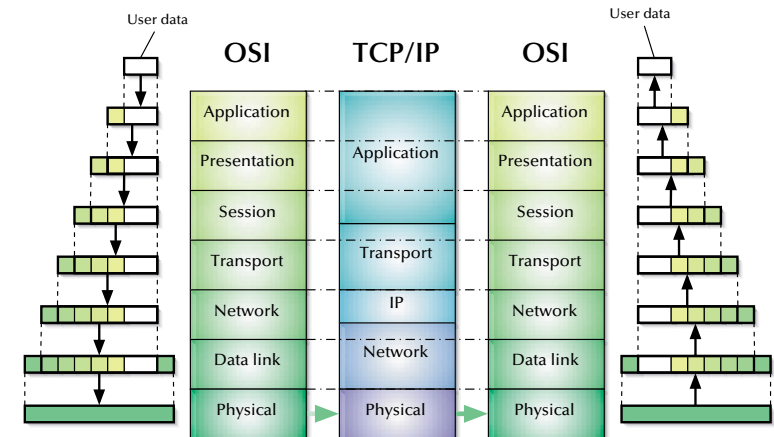 User data
User data
OSI
TCP/IP
OSI
Application
Presentation
Session
Transport
Network
Data link
Physical
Application
Transport
IP
Network
Physical
Application
Presentation
Session
Transport
Network
Data link
Physical